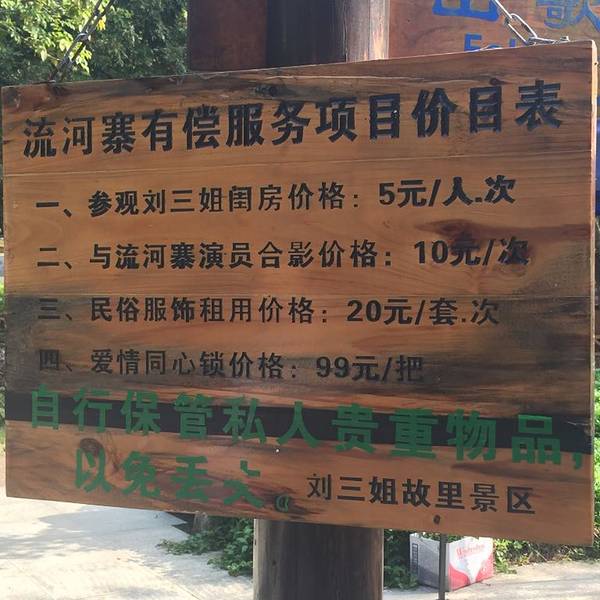 流河寨有偿服务项目价目表
一、参观刘三姐闺房价格：5元/人.次
二、与流河寨演员合影价格：10元/次
三、民俗服饰租用价格：20元/套.次
四、爱情同心锁价格：99元/把
自行保管私人贵重物品，
以免丢 。
刘三姐故里景区